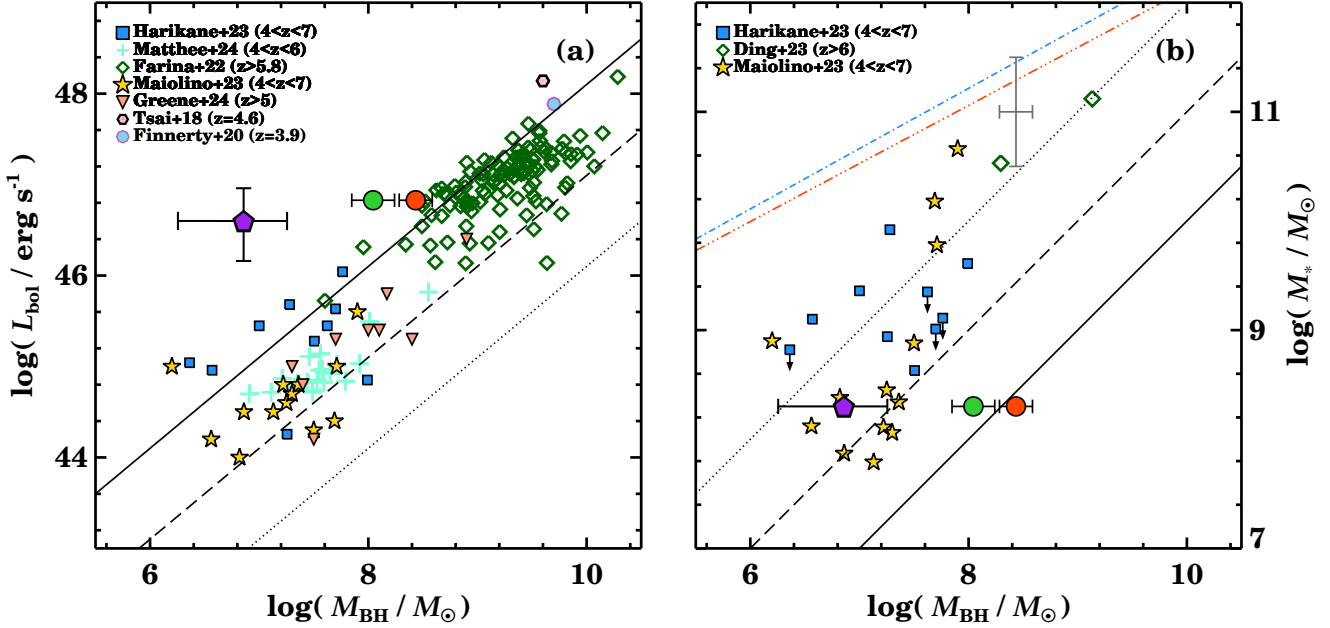 (a)
Harikane+23 (4<z<7)
Matthee+24 (4<z<6)
Farina+22 (z>5.8)
Maiolino+23 (4<z<7)
Greene+24 (z>5)
Tsai+18 (z=4.6)
Finnerty+20 (z=3.9)
48
46
44
log( L_bol / erg s⁻¹ )
6 8 10
log( M_BH / M_⊙ )
(b)
Harikane+23 (4<z<7)
Ding+23 (z>6)
Maiolino+23 (4<z<7)
11
9
7
log( M_* / M_⊙ )
6 8 10
log( M_BH / M_⊙ )